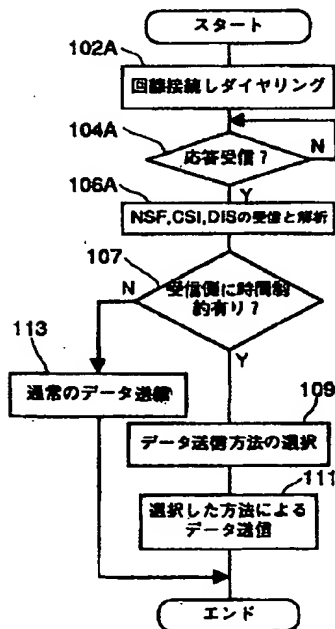 スタート
102A
回線接続しダイヤリング
104A
応答受信?
N
106A
Y
NSF,CSI,DISの受信と解析
107
N
受信側に時間制
約有り?
113
Y
通常のデータ送信
109
データ送信方法の選択
111
選択した方法による
データ送信
エンド